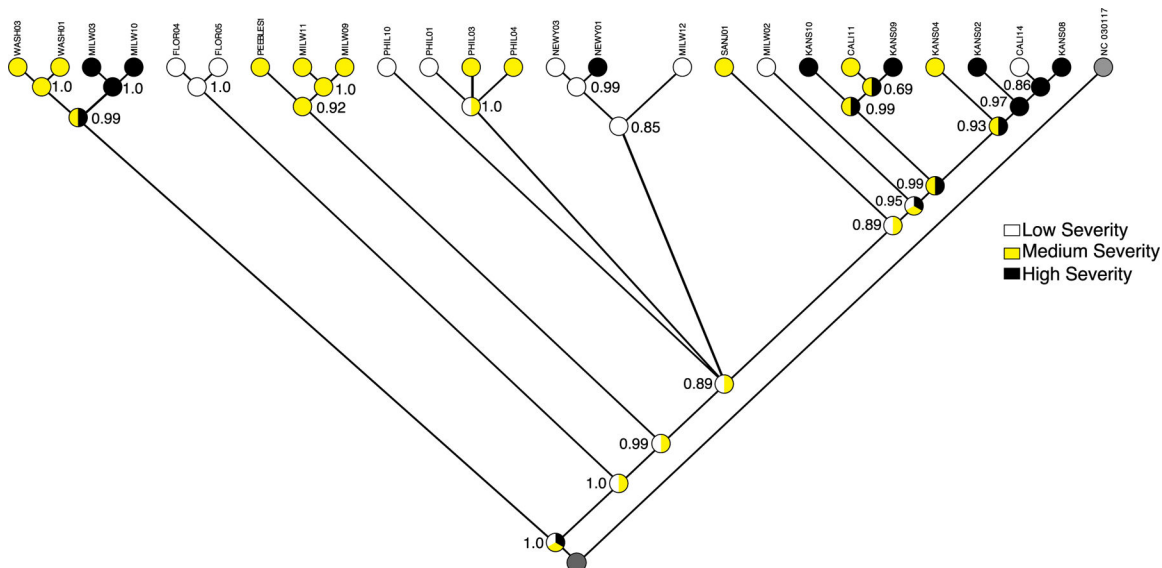 WASH03
WASH01
MILW03
MILW10
FLOR04
FLOR05
PEEBLES1
MILW11
MILW09
PHIL10
PHIL01
PHIL03
PHIL04
NEWY03
NEWY01
MILW12
SANJ01
MILW02
KANS10
CALI11
KANS09
KANS04
KANS02
CALI14
KANS08
NC 030117
1.0
1.0
0.99
1.0
1.0
0.92
1.0
0.99
0.85
0.69
0.99
0.86
0.97
0.93
0.99
0.95
0.89
Low Severity
Medium Severity
High Severity
0.89
0.99
1.0
1.0